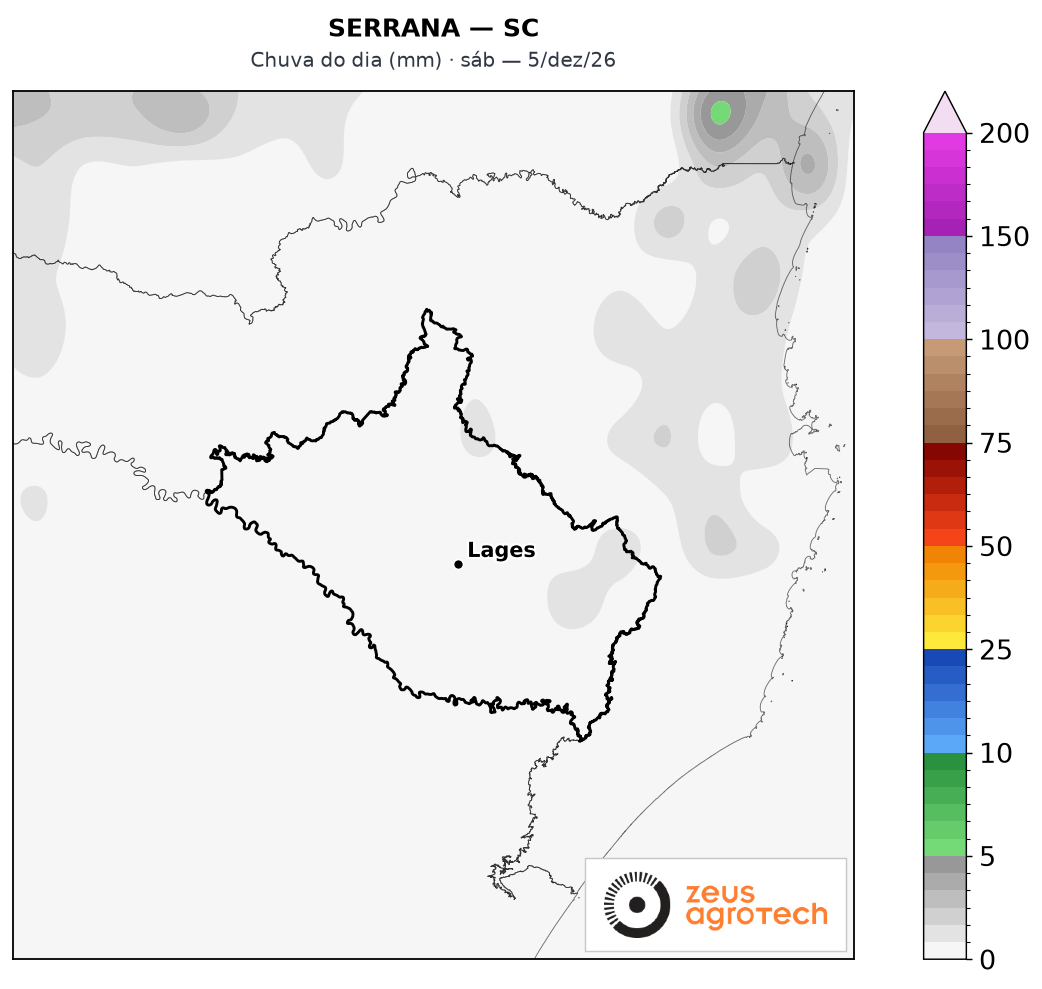 SERRANA — SC
Chuva do dia (mm) · sáb — 5/dez/26
200
150
100
75
50
25
10
5
0
Lages
zeus
agrotech